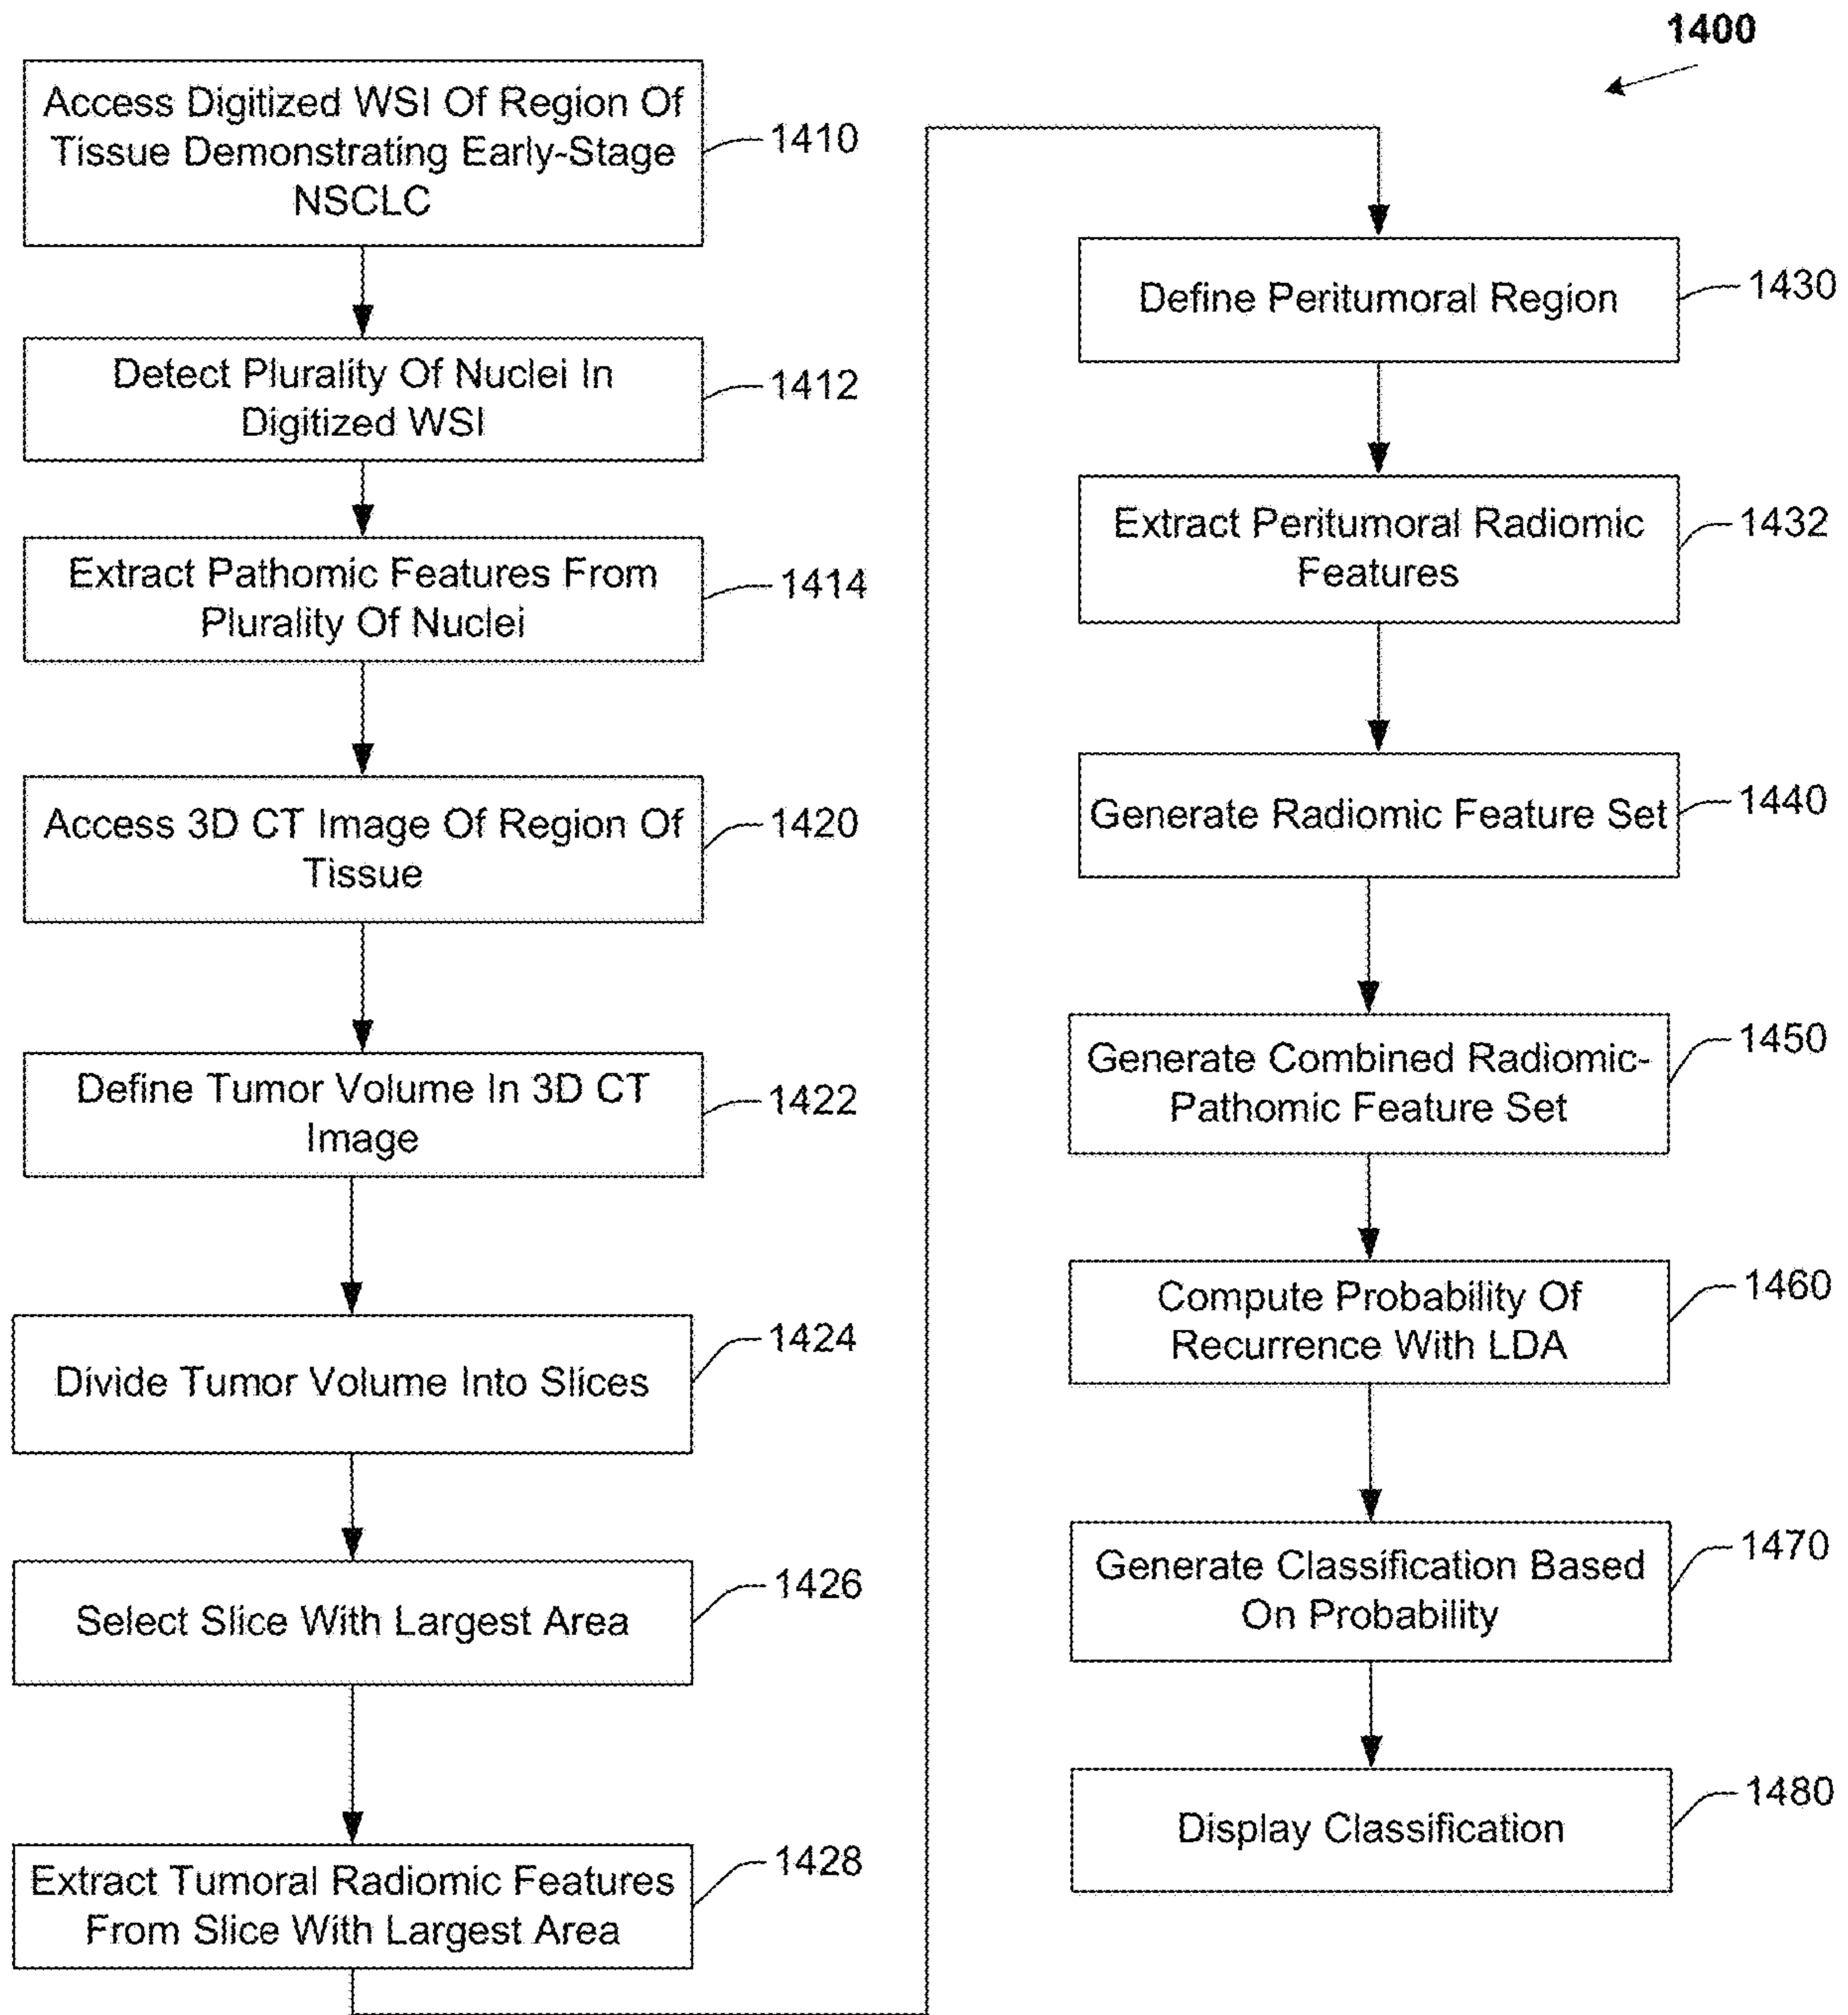 1400
Access Digitized WSI Of Region Of
Tissue Demonstrating Early-Stage
NSCLC
1410
Detect Plurality Of Nuclei In
Digitized WSI
1412
Extract Pathomic Features From
Plurality Of Nuclei
1414
Access 3D CT Image Of Region Of
Tissue
1420
Define Tumor Volume In 3D CT
Image
1422
Divide Tumor Volume Into Slices
1424
Select Slice With Largest Area
1426
Extract Tumoral Radiomic Features
From Slice With Largest Area
1428
Define Peritumoral Region
1430
Extract Peritumoral Radiomic
Features
1432
Generate Radiomic Feature Set
1440
Generate Combined Radiomic-
Pathomic Feature Set
1450
Compute Probability Of
Recurrence With LDA
1460
Generate Classification Based
On Probability
1470
Display Classification
1480